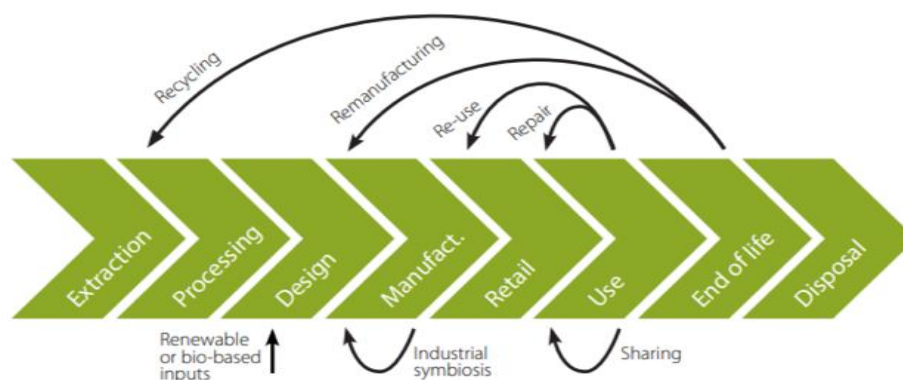 Recycling
Remanufacturing
Re-use
Repair
Extraction
Processing
Design
Manufact.
Retail
Use
End of life
Disposal
Renewable
or bio-based
inputs
Industrial
symbiosis
Sharing